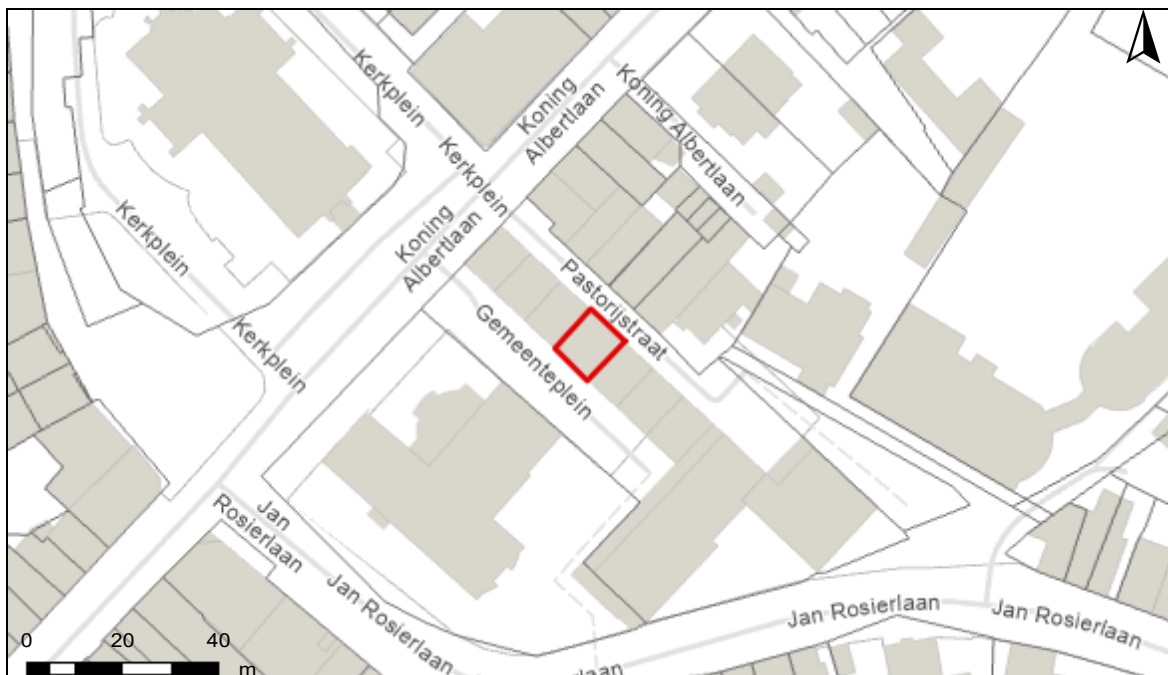 Kerkplein
Koning
Albertlaan
Koning Albertlaan
Kerkplein
Kerkplein
Koning
Albertlaan
Pastorijstraat
Gemeenteplein
Kerkplein
Jan
Rosierlaan
Jan Rosierlaan
Jan Rosierlaan
Jan Rosierlaan
0 20 40
m